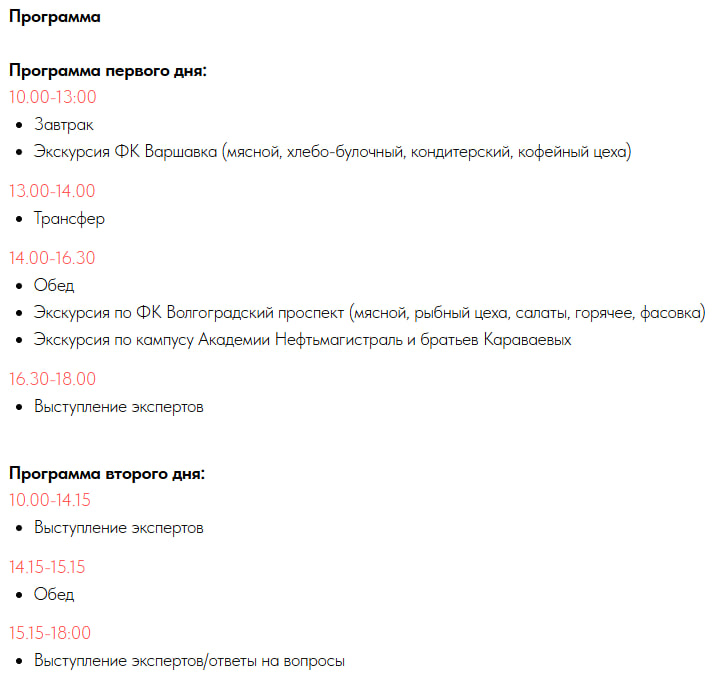 Программа
Программа первого дня:
10.00-13:00
• Завтрак
• Экскурсия ФК Варшавка (мясной, хлебо-булочный, кондитерский, кофейный цеха)
13.00-14.00
• Трансфер
14.00-16.30
• Обед
• Экскурсия по ФК Волгоградский проспект (мясной, рыбный цеха, салаты, горячее, фасовка)
• Экскурсия по кампусу Академии Нефтьмагистраль и братьев Караваевых
16.30-18.00
• Выступление экспертов
Программа второго дня:
10.00-14.15
• Выступление экспертов
14.15-15.15
• Обед
15.15-18:00
• Выступление экспертов/ответы на вопросы